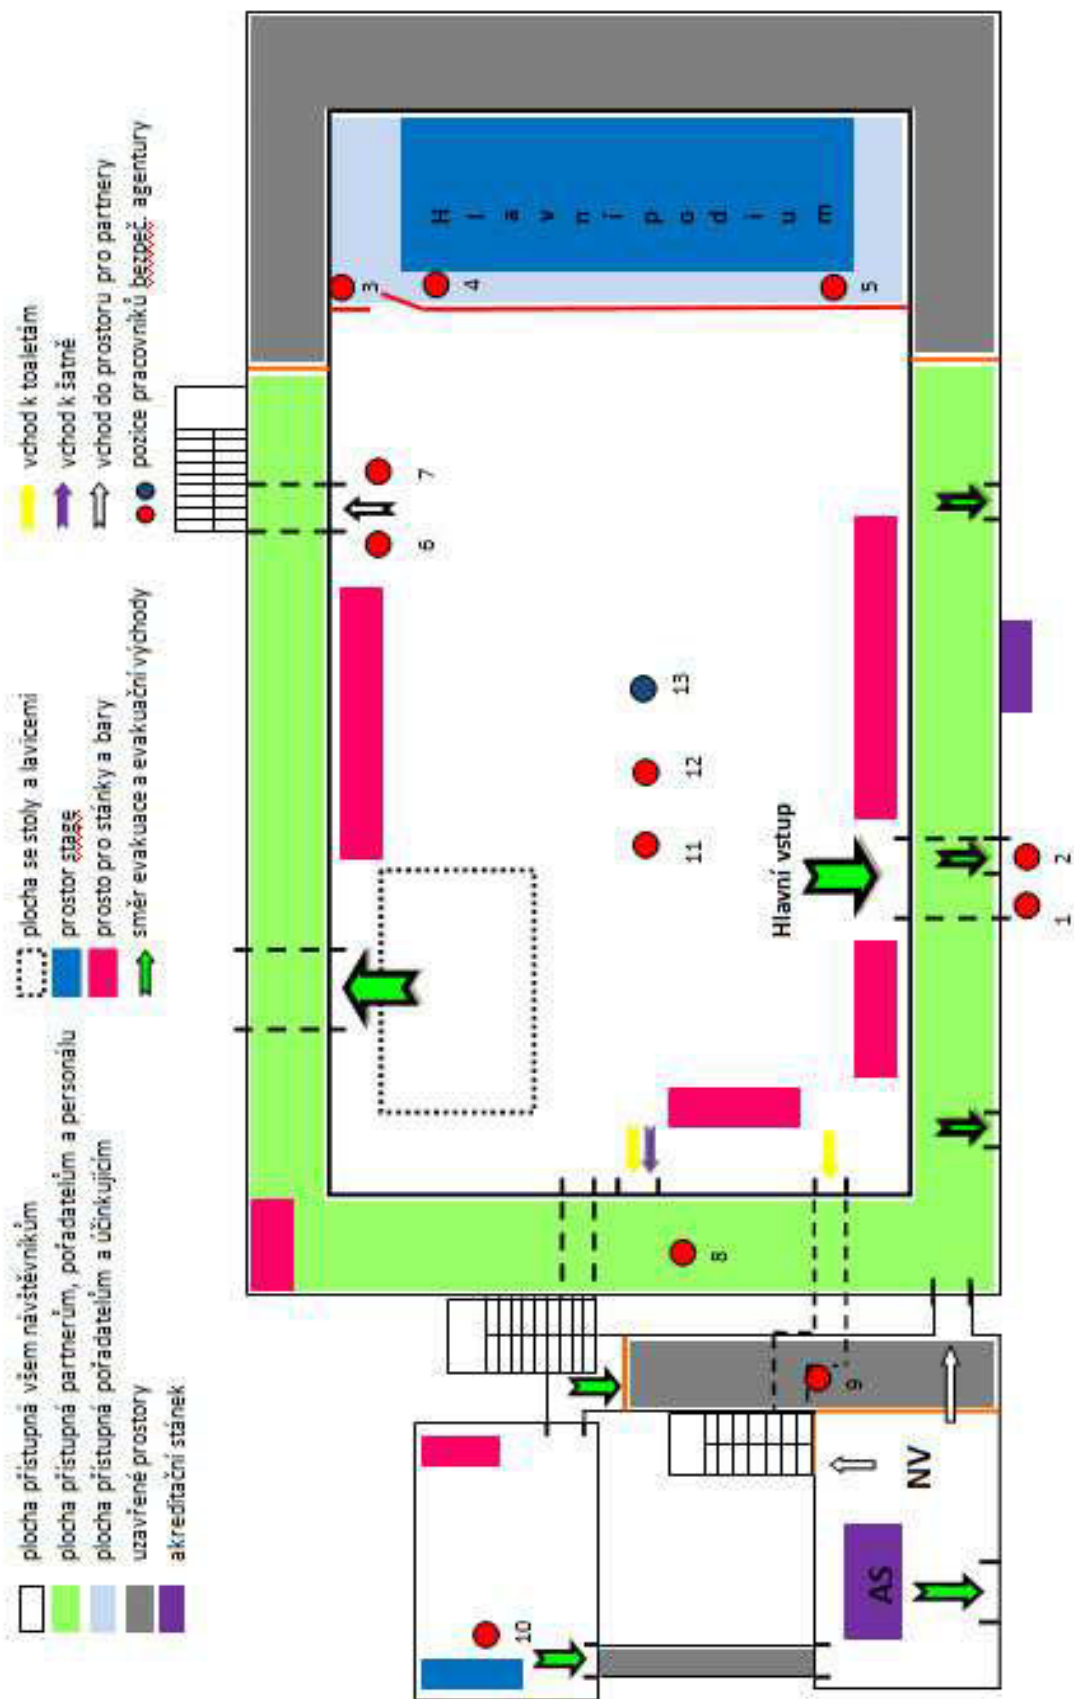 plocha přístupná všem návštěvníkům
plocha přístupná partnerům, pořadatelům a personálu
plocha přístupná pořadatelům a účinkujícím
uzavřené prostory
akreditační stánek
plocha se stoly a lavicemi
prostor stage
prosto pro stánky a bary
směr evakuace a evakuační východy
vchod k toaletám
vchod k šatně
vchod do prostoru pro partnery
pozice pracovníků bezpeč. agentury
Hlavní podium
3
4
5
7
6
13
12
11
Hlavní vstup
2
1
8
9
NV
AS
10